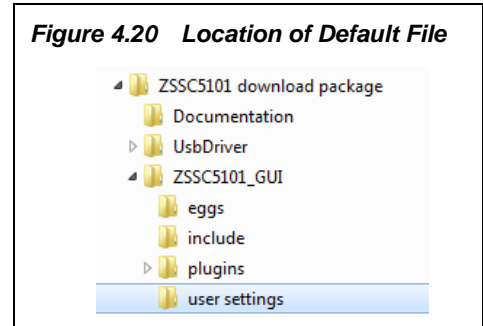 Figure 4.20 Location of Default File
ZSSC5101 download package
Documentation
UsbDriver
ZSSC5101_GUI
eggs
include
plugins
user settings